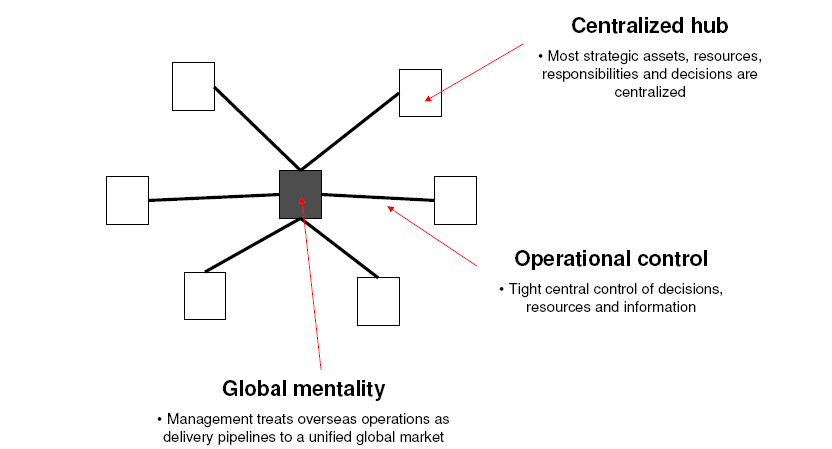 Centralized hub
• Most strategic assets, resources,
responsibilities and decisions are
centralized
Operational control
• Tight central control of decisions,
resources and information
Global mentality
• Management treats overseas operations as
delivery pipelines to a unified global market